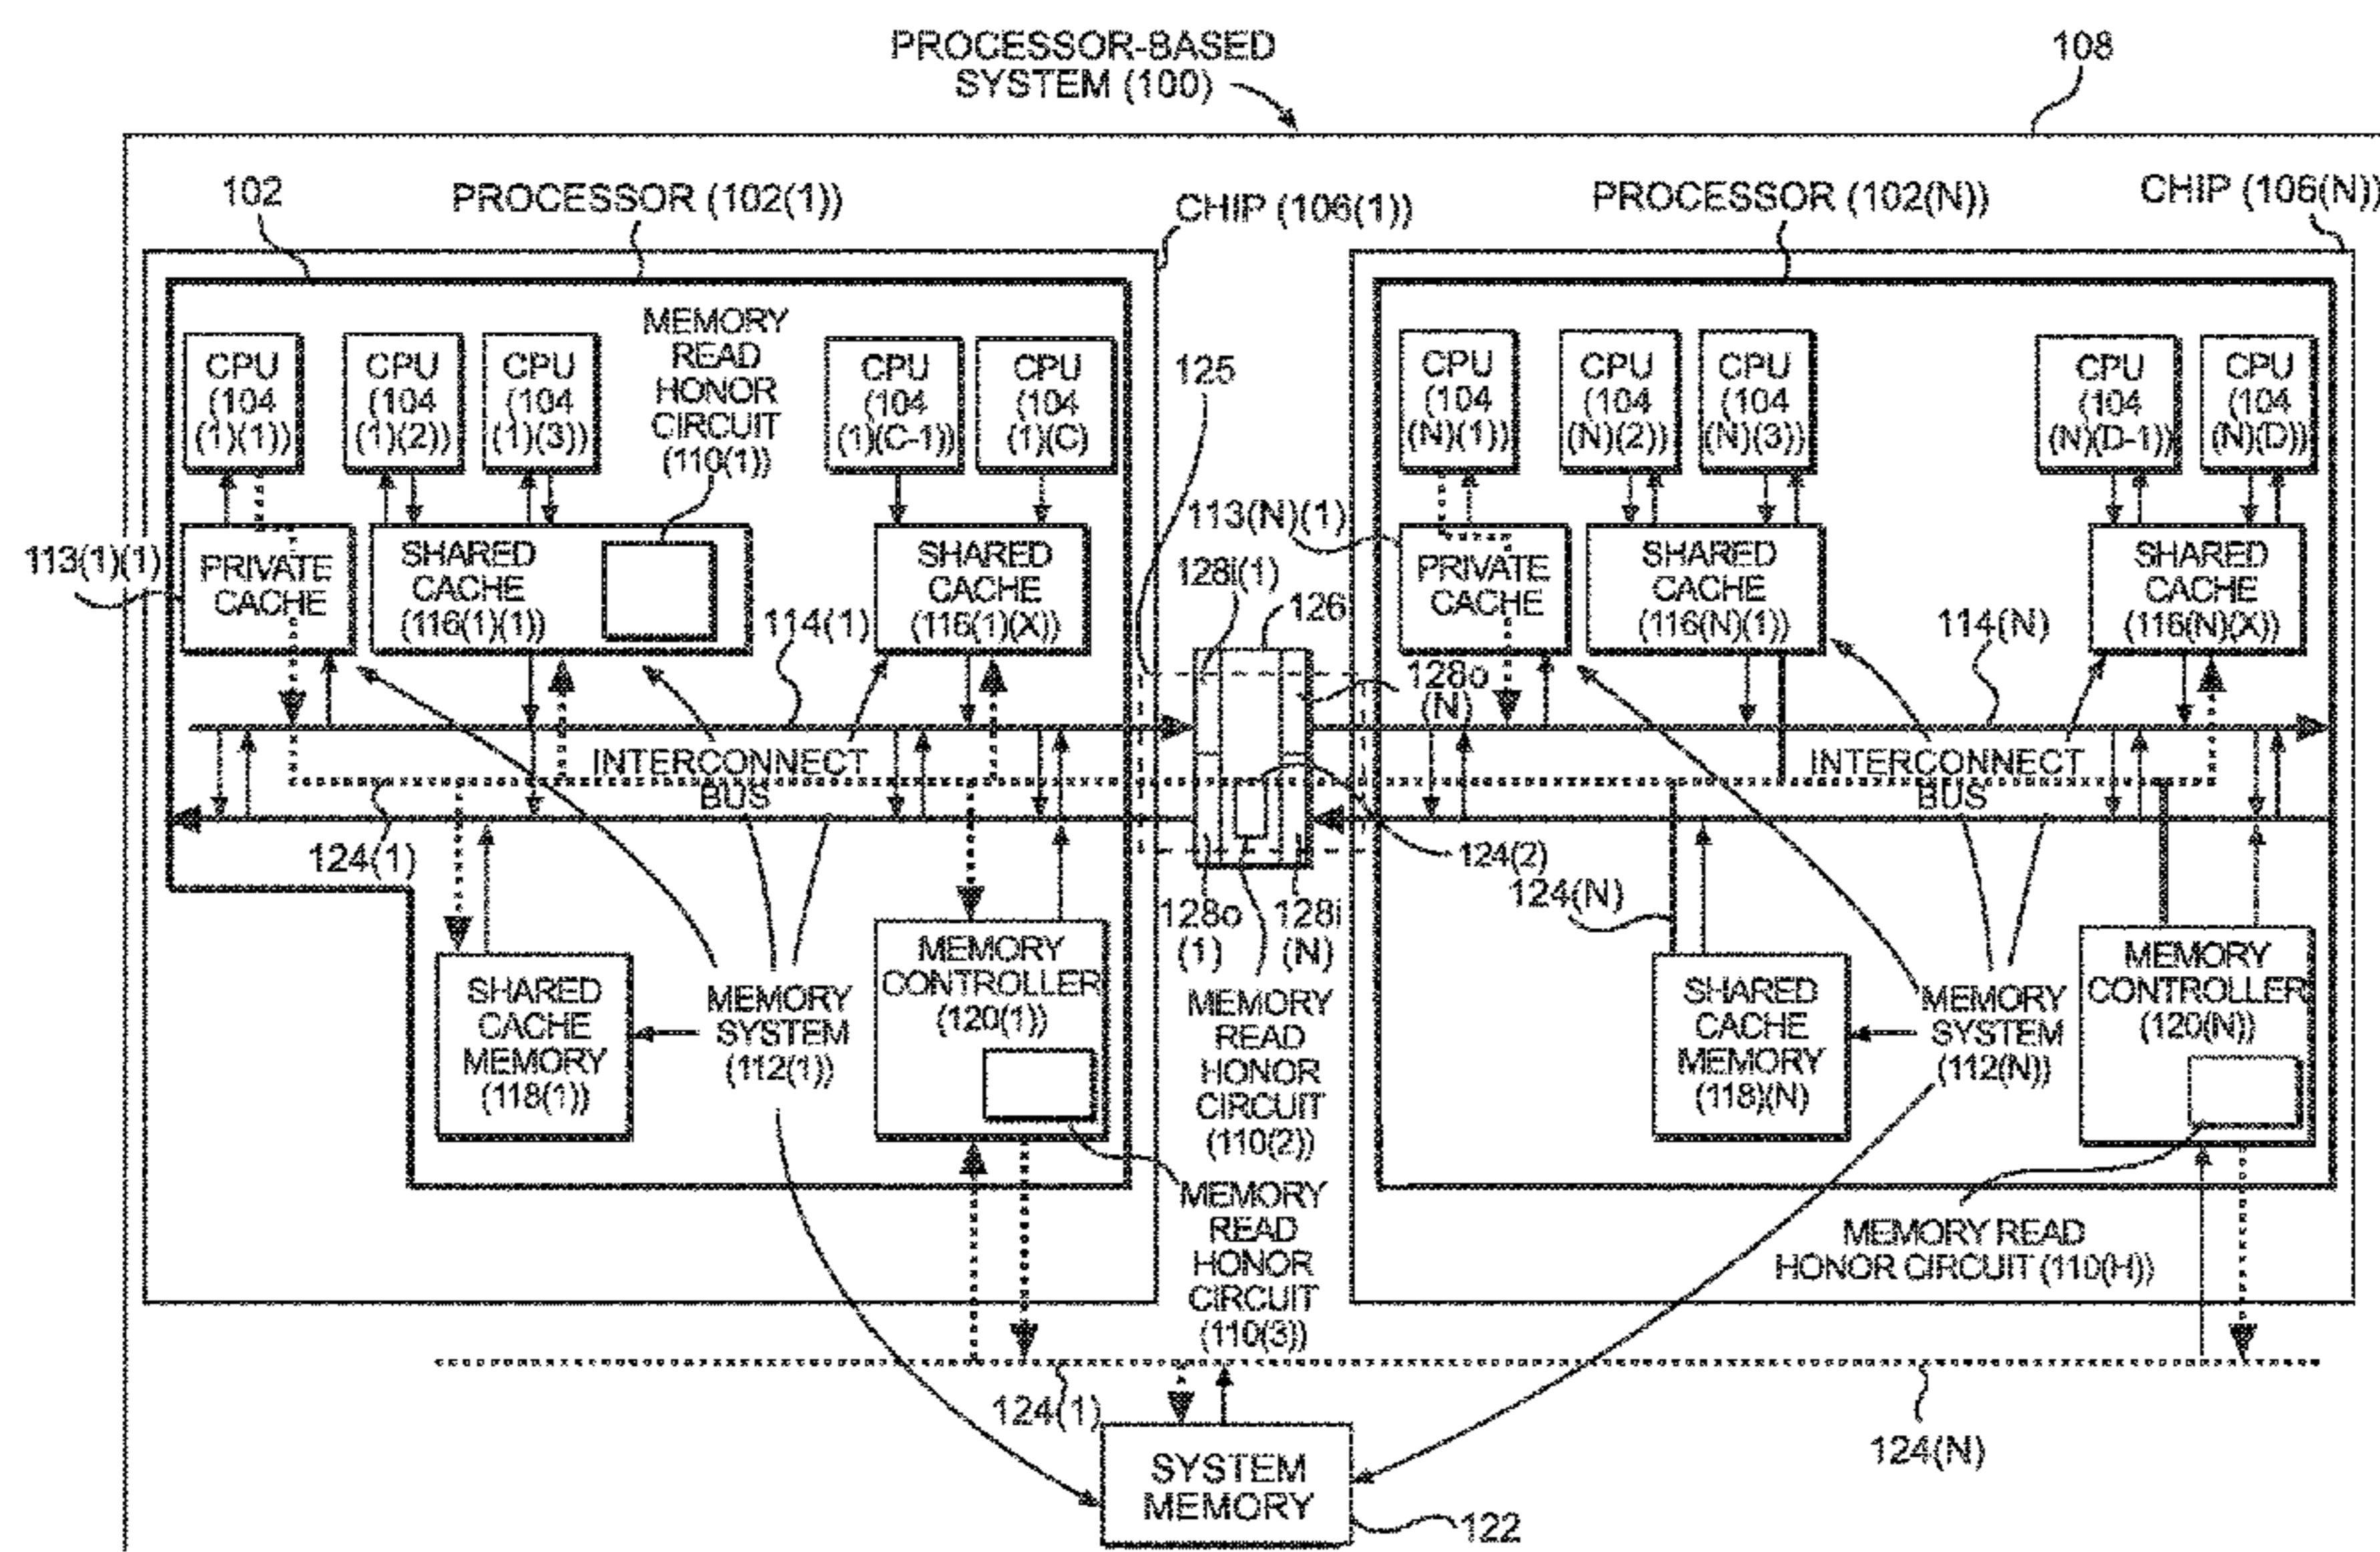 PROCESSOR-BASED
SYSTEM (100)
108
102
PROCESSOR (102(1))
CHIP (106(1))
PROCESSOR (102(N))
CHIP (106(N))
CPU
(104
(1)(1))
CPU
(104
(1)(2))
CPU
(104
(1)(3))
MEMORY
READ
HONOR
CIRCUIT
(110(1))
CPU
(104
(1)(C-1))
CPU
(104
(1)(C)
125
CPU
(104
(N)(1))
CPU
(104
(N)(2))
CPU
(104
(N)(3))
CPU
(104
(N)(D-1))
CPU
(104
(N)(D))
113(1)(1)
PRIVATE
CACHE
SHARED
CACHE
(116(1)(1))
114(1)
SHARED
CACHE
(116(1)(X))
113(N)(1)
128i(1)
126
128o
(N)
PRIVATE
CACHE
SHARED
CACHE
(116(N)(1))
114(N)
SHARED
CACHE
(116(N)(X))
INTERCONNECT
BUS
INTERCONNECT
BUS
124(1)
124(2)
124(N)
128o
(1)
128i
(N)
SHARED
CACHE
MEMORY
(118(1))
MEMORY
SYSTEM
(112(1))
MEMORY
CONTROLLER
(120(1))
MEMORY
READ
HONOR
CIRCUIT
(110(2))
SHARED
CACHE
MEMORY
(118)(N)
MEMORY
SYSTEM
(112(N))
MEMORY
CONTROLLER
(120(N))
MEMORY
READ
HONOR
CIRCUIT
(110(3))
MEMORY READ
HONOR CIRCUIT (110(H))
124(1)
124(N)
SYSTEM
MEMORY
122